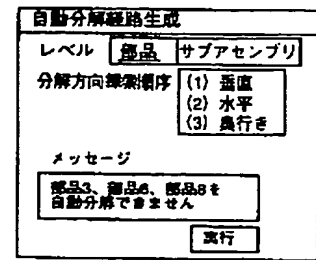 自動分解経路生成
レベル 部品 サブアセンブリ
分解方向探索順序 (1) 垂直
(2) 水平
(3) 奥行き
メッセージ
部品3、部品6、部品8を
自動分解できません
実行